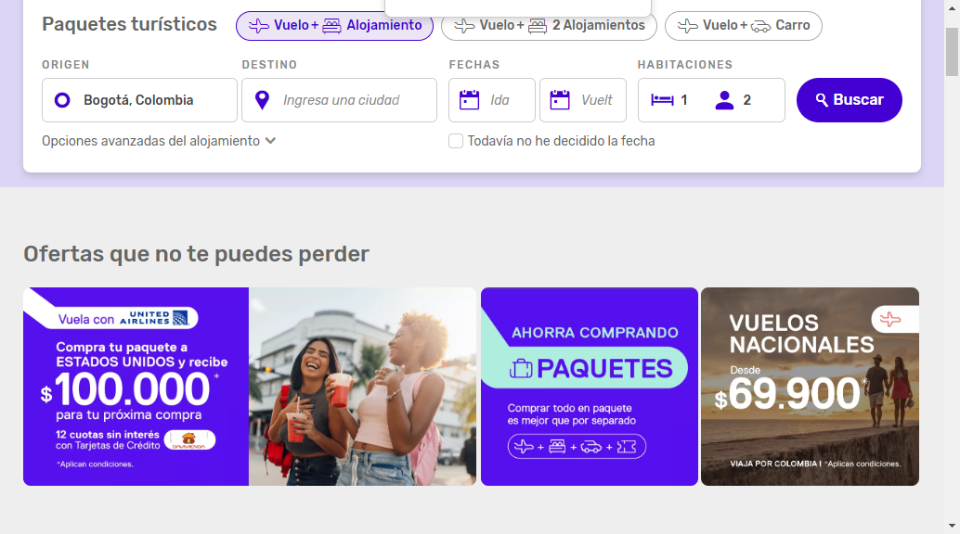 Paquetes turísticos
Vuelo + Alojamiento
Vuelo + 2 Alojamientos
Vuelo + Carro
ORIGEN
DESTINO
FECHAS
HABITACIONES
Bogotá, Colombia
Ingresa una ciudad
Ida
Vuelt
1
2
Buscar
Opciones avanzadas del alojamiento
Todavía no he decidido la fecha
Ofertas que no te puedes perder
Vuela con UNITED AIRLINES
Compra tu paquete a
ESTADOS UNIDOS y recibe
$100.000*
para tu próxima compra
12 cuotas sin interés
con Tarjetas de Crédito
DAVIVIENDA
*Aplican condiciones.
AHORRA COMPRANDO
PAQUETES
Comprar todo en paquete
es mejor que por separado
+ + +
VUELOS
NACIONALES
Desde
$69.900*
VIAJA POR COLOMBIA | *Aplican condiciones.